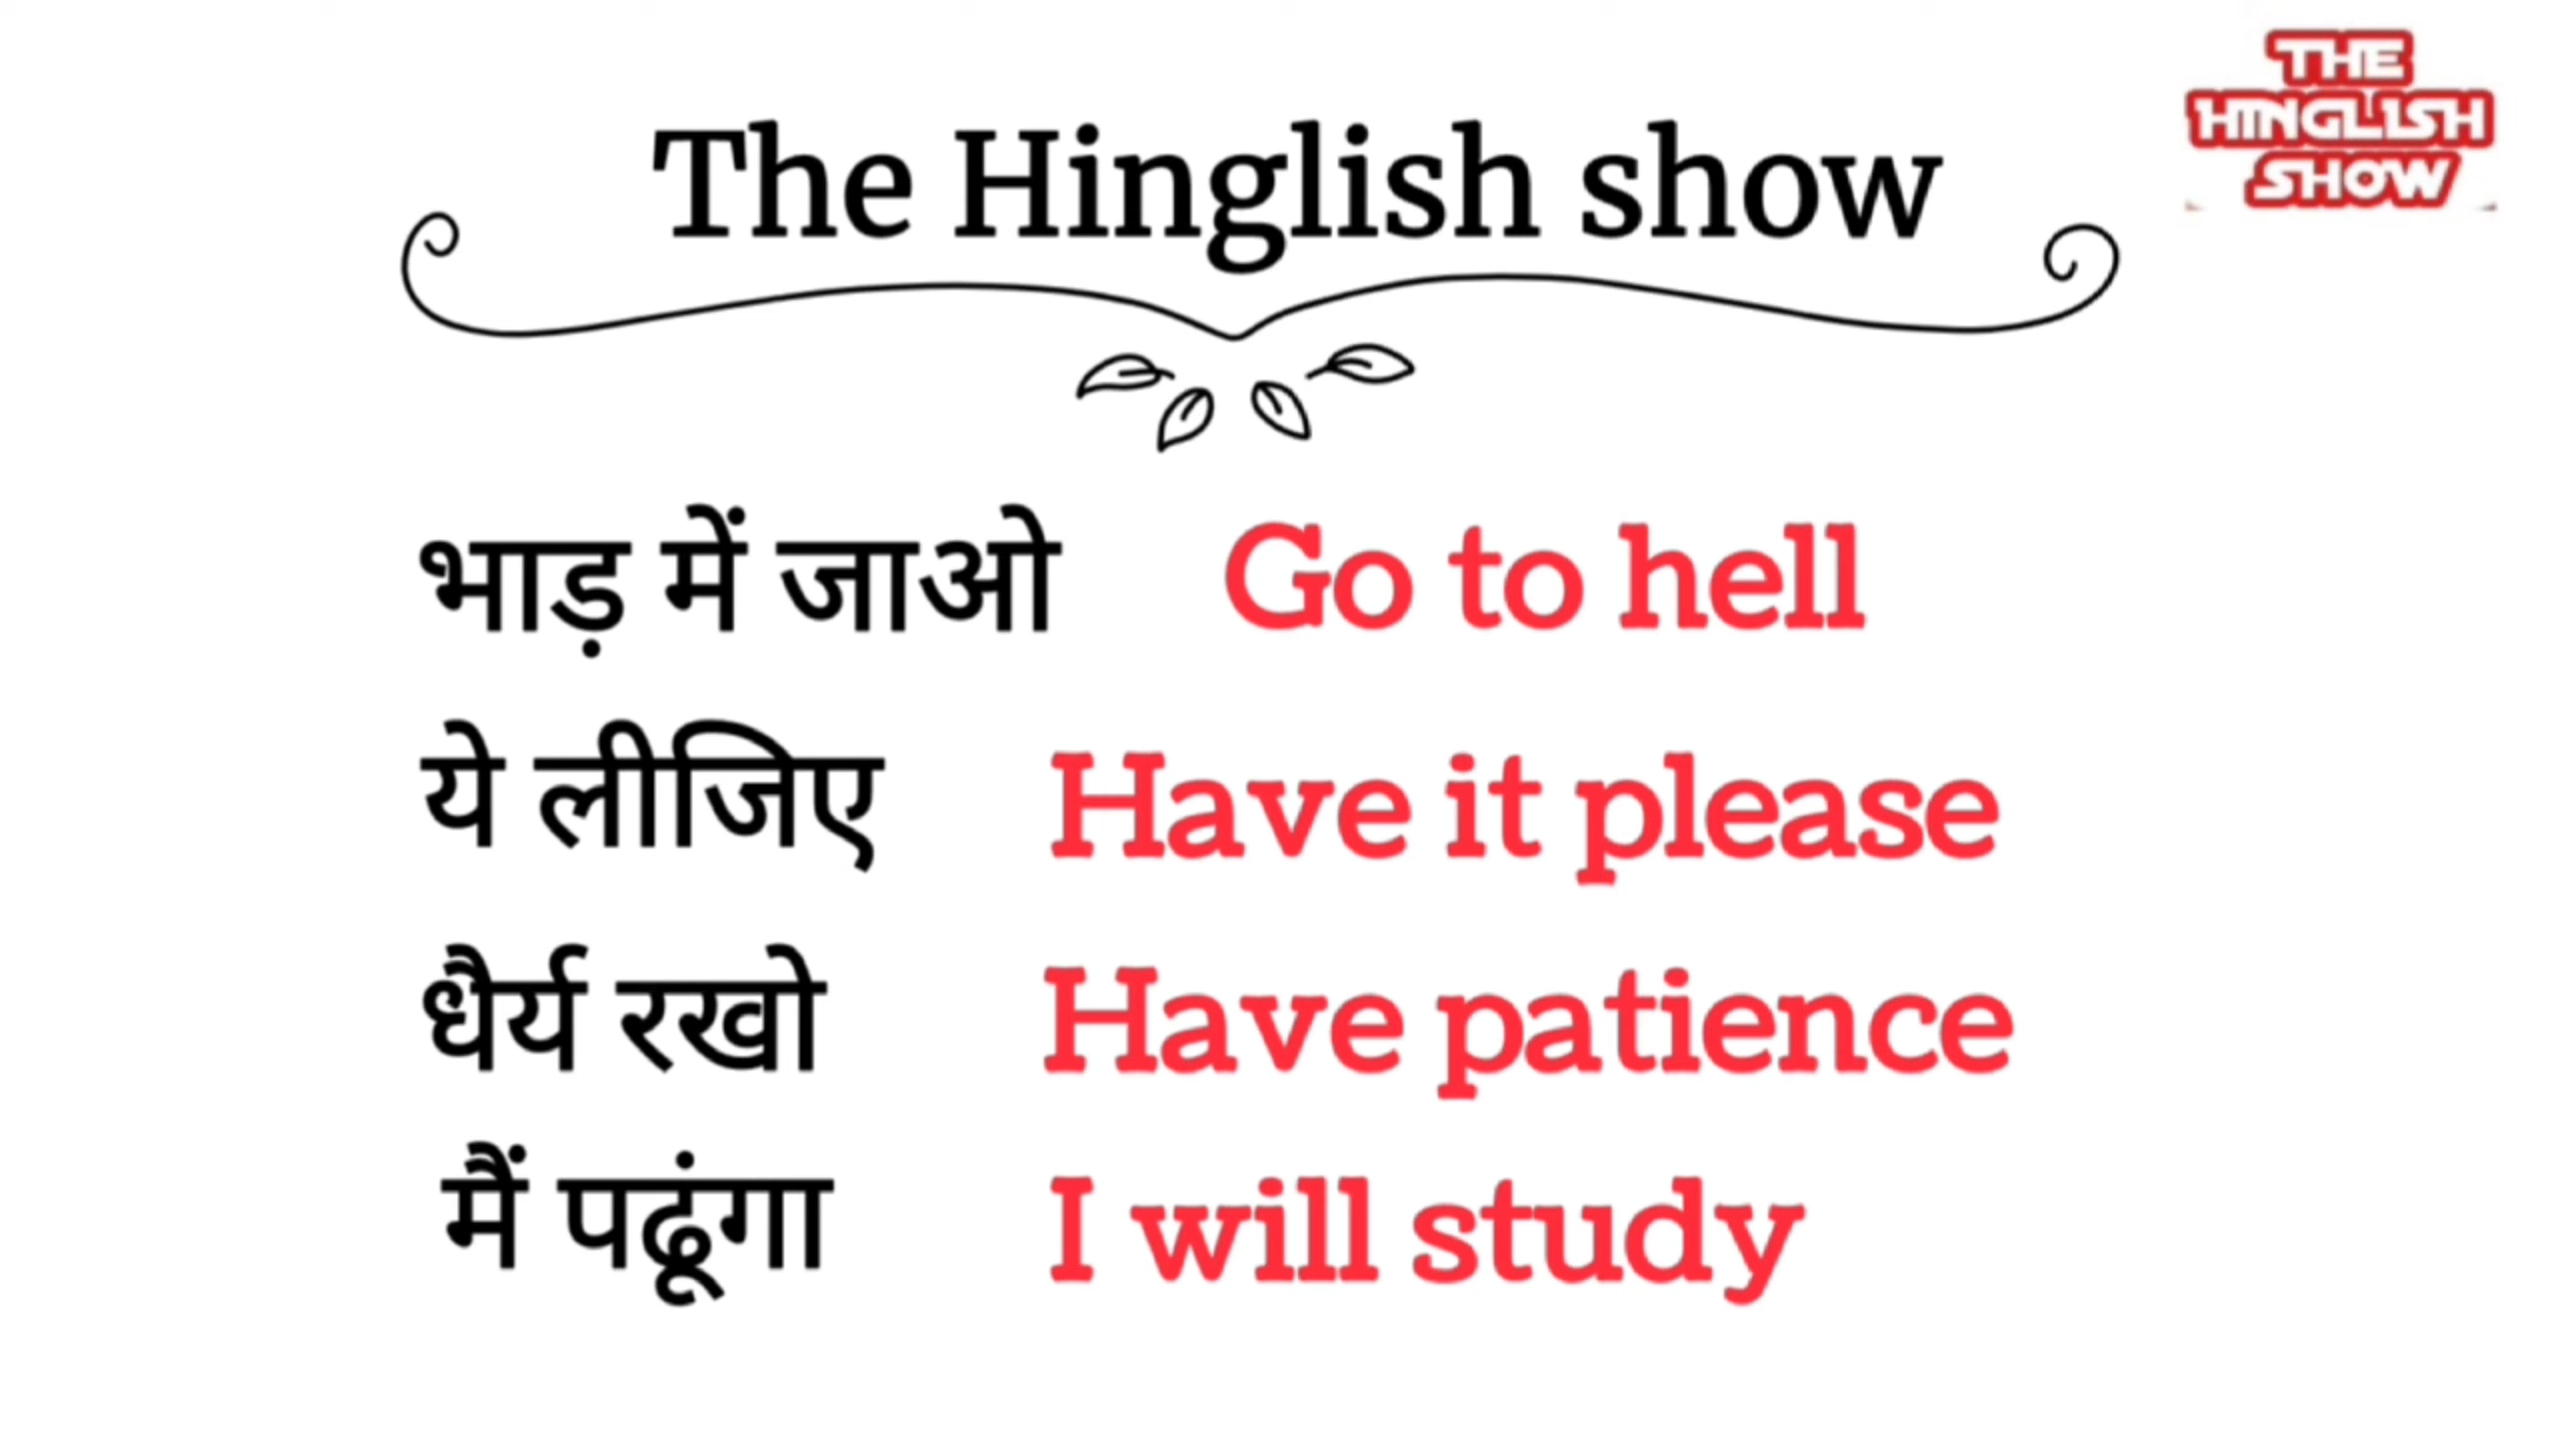 THE
HINGLISH
SHOW
The Hinglish show
भाड़ में जाओ Go to hell
ये लीजिए Have it please
धैर्य रखो Have patience
मैं पढूंगा I will study